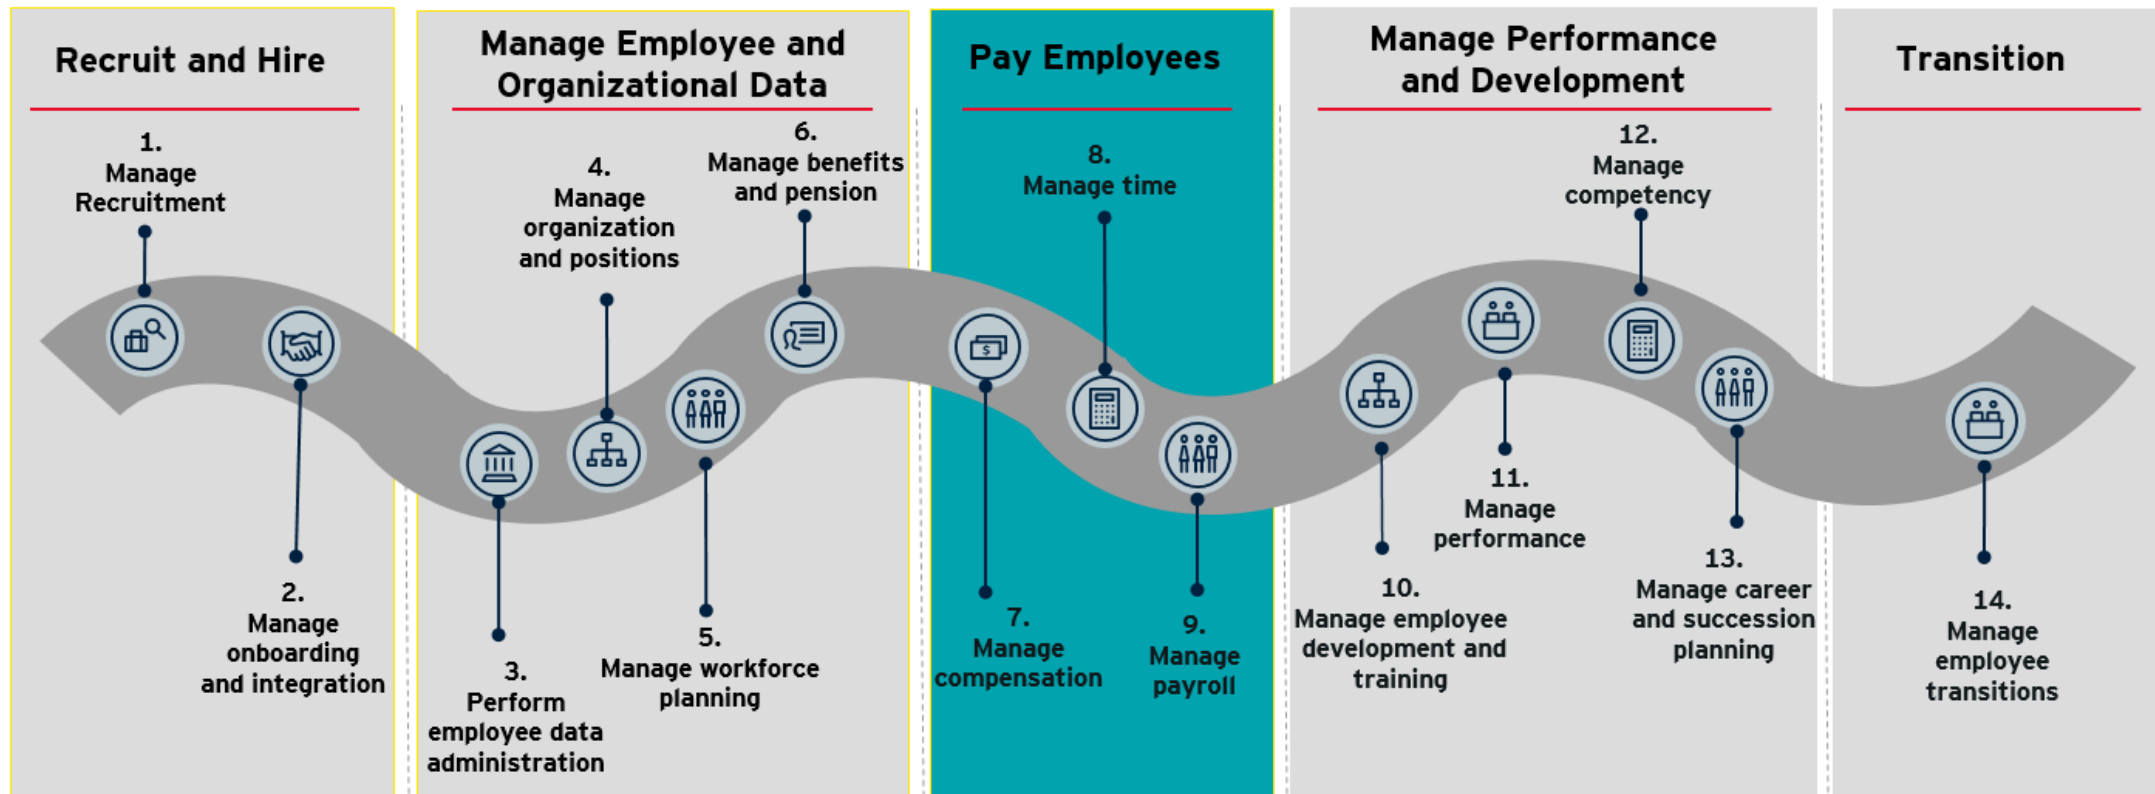 Recruit and Hire
1.
Manage
Recruitment
2.
Manage
onboarding
and integration
Manage Employee and
Organizational Data
3.
Perform
employee data
administration
4.
Manage
organization
and positions
5.
Manage workforce
planning
6.
Manage benefits
and pension
Pay Employees
7.
Manage
compensation
8.
Manage time
9.
Manage
payroll
$
Manage Performance
and Development
10.
Manage employee
development and
training
11.
Manage
performance
12.
Manage
competency
13.
Manage career
and succession
planning
Transition
14.
Manage
employee
transitions